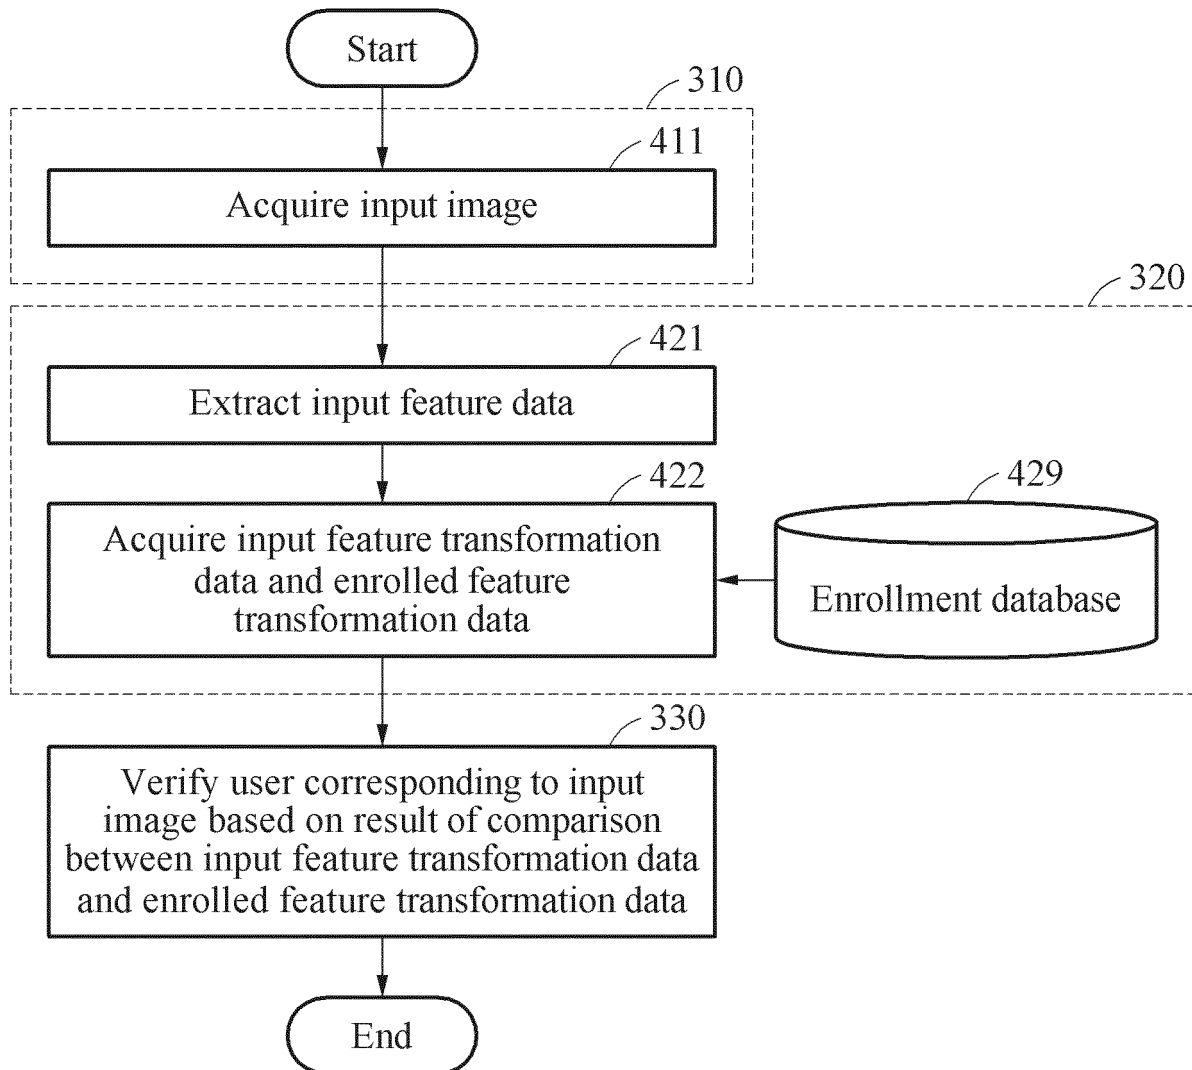 Start
310
411
Acquire input image
320
421
Extract input feature data
422
Acquire input feature transformation
data and enrolled feature
transformation data
429
Enrollment database
330
Verify user corresponding to input
image based on result of comparison
between input feature transformation data
and enrolled feature transformation data
End